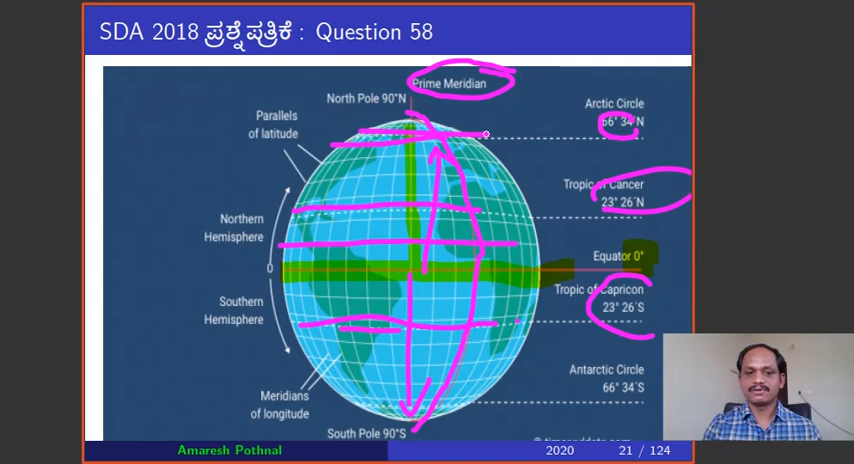 SDA 2018 ಪ್ರಶ್ನೆಪತ್ರಿಕೆ : Question 58
Prime Meridian
North Pole 90°N
Arctic Circle
66° 34'N
Parallels
of latitude
Tropic of Cancer
23° 26'N
Northern
Hemisphere
Equator 0°
0
Tropic of Capricon
23° 26'S
Southern
Hemisphere
Antarctic Circle
66° 34'S
Meridians
of longitude
South Pole 90°S
Amaresh Pothnal
2020
21 / 124